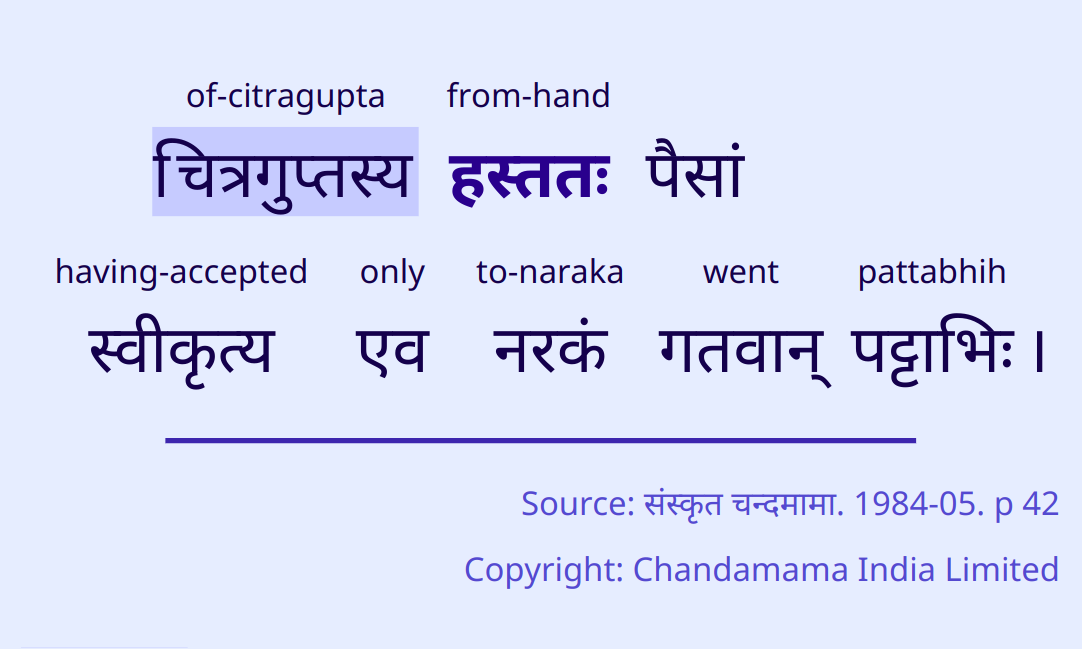 of-citragupta from-hand
चित्रगुप्तस्य हस्ततः पैसां
having-accepted only to-naraka went pattabhih
स्वीकृत्य एव नरकं गतवान् पट्टाभिः ।
Source: संस्कृत चन्दमामा. 1984-05. p 42
Copyright: Chandamama India Limited